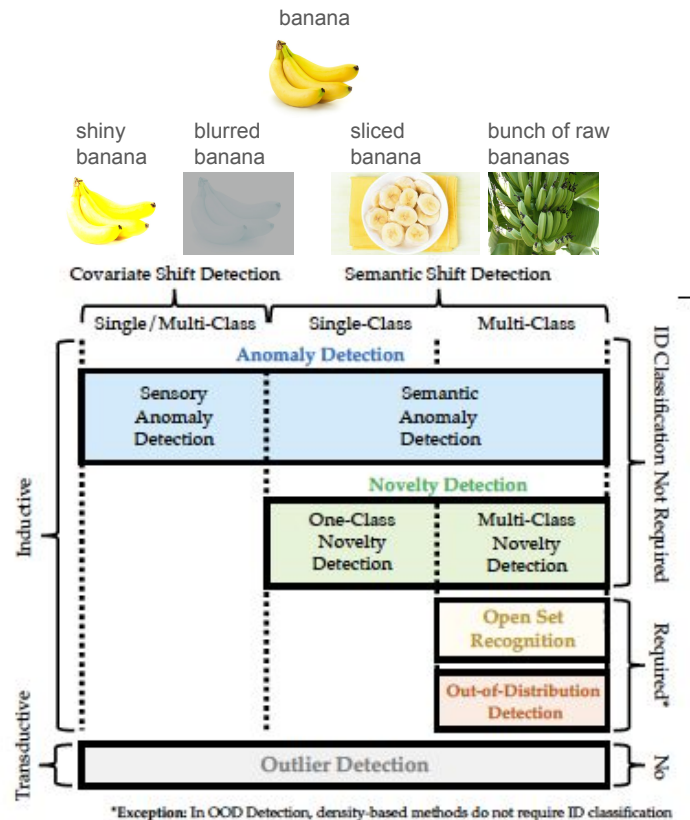 banana
shiny
banana
blurred
banana
sliced
banana
bunch of raw
bananas
Covariate Shift Detection
Semantic Shift Detection
Single/Multi-Class
Single-Class
Multi-Class
Anomaly Detection
Sensory
Anomaly
Detection
Semantic
Anomaly
Detection
Novelty Detection
One-Class
Novelty
Detection
Multi-Class
Novelty
Detection
Open Set
Recognition
Out-of-Distribution
Detection
Outlier Detection
Inductive
Transductive
ID Classification Not Required
Required*
No
*Exception: In OOD Detection, density-based methods do not require ID classification